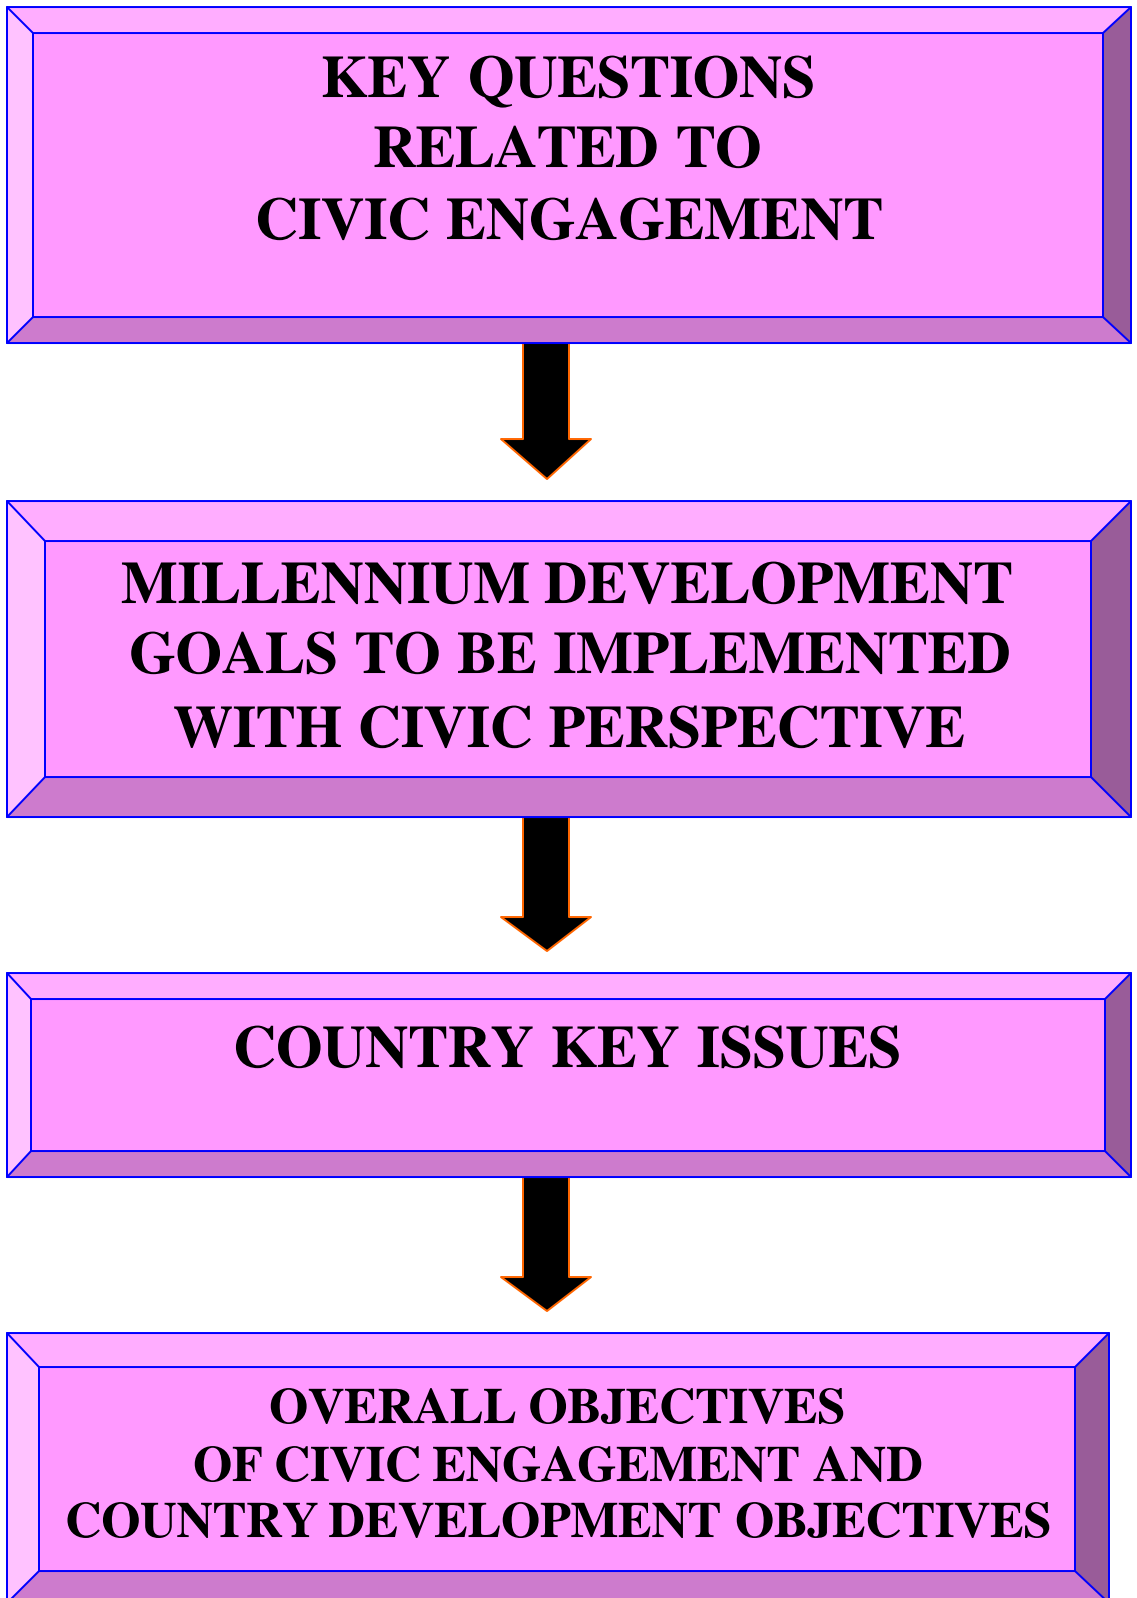 KEY QUESTIONS
RELATED TO
CIVIC ENGAGEMENT
MILLENNIUM DEVELOPMENT
GOALS TO BE IMPLEMENTED
WITH CIVIC PERSPECTIVE
COUNTRY KEY ISSUES
OVERALL OBJECTIVES
OF CIVIC ENGAGEMENT AND
COUNTRY DEVELOPMENT OBJECTIVES